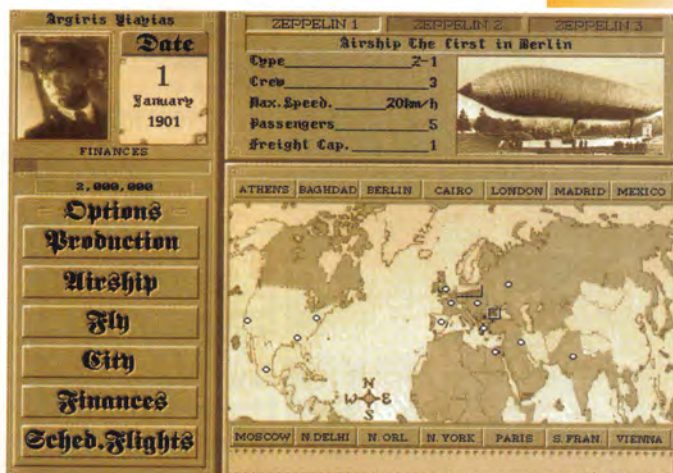 Argiris Yiavias
Date
1
Yanuary
1901
FINANCES
2,000,000
Options
Production
Airship
Fly
City
Finances
Sched.Flights
ZEPPELIN 1 ZEPPELIN 2 ZEPPELIN 3
Airship The first in Berlin
Type Z-1
Crew 3
Max.Speed. 20km/h
Passengers 5
Freight Cap. 1
ATHENS BAGHDAD BERLIN CAIRO LONDON MADRID MEXICO
N
W E
S
MOSCOW N.DELHI N. ORL. N. YORK PARIS S. FRAN. VIENNA